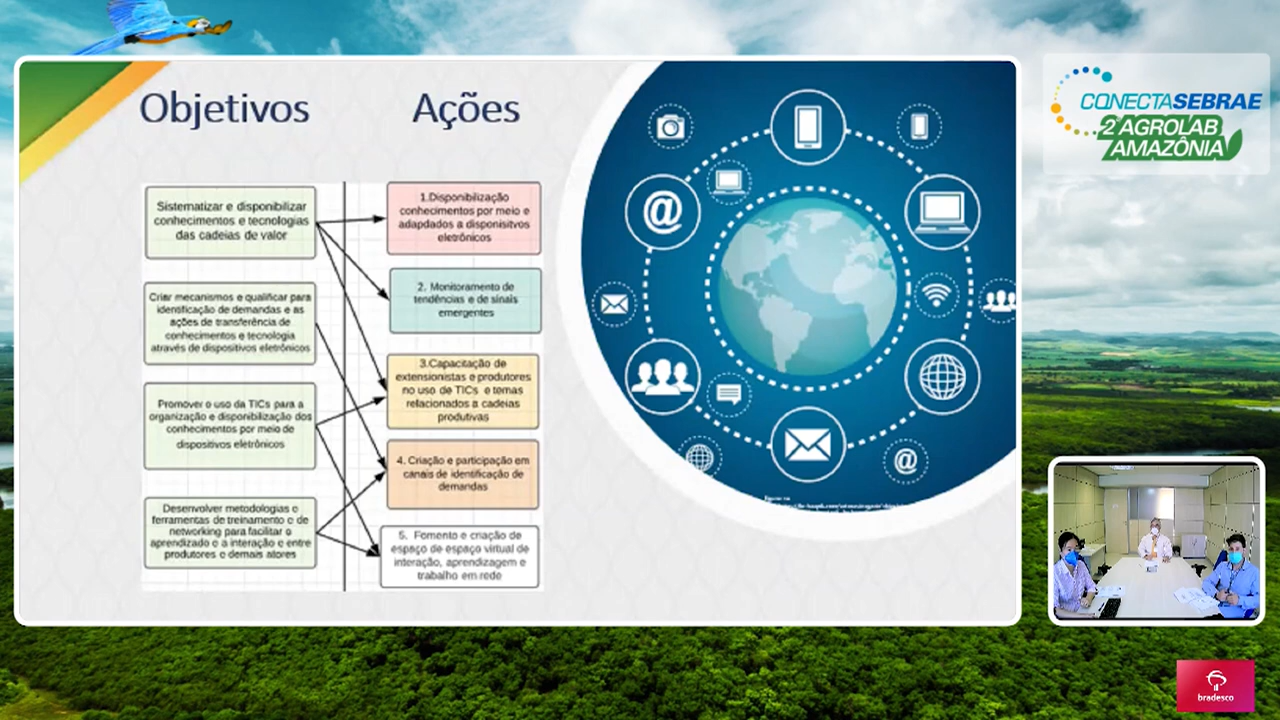 Objetivos
Ações
Sistematizar e disponibilizar
conhecimentos e tecnologias
das cadeias de valor
Criar mecanismos e qualificar para
identificação de demandas e as
ações de transferência de
conhecimentos e tecnologia
através de dispositivos eletrônicos
Promover o uso da TICs para a
organização e disponibilização dos
conhecimentos por meio de
dispositivos eletrônicos
Desenvolver metodologias e
ferramentas de treinamento e de
networking para facilitar o
aprendizado e a interação e entre
produtores e demais atores
1.Disponibilização
conhecimentos por meio e
adapdados a disponisitvos
eletrônicos
2. Monitoramento de
tendências e de sinais
emergentes
3.Capacitação de
extensionistas e produtores
no uso de TICs e temas
relacionados a cadeias
produtivas
4. Criação e participação em
canais de identificação de
demandas
5. Fomento e criação de
espaço de espaço virtual de
interação, aprendizagem e
trabalho em rede
CONECTASEBRAE
2º AGROLAB
AMAZÔNIA
bradesco